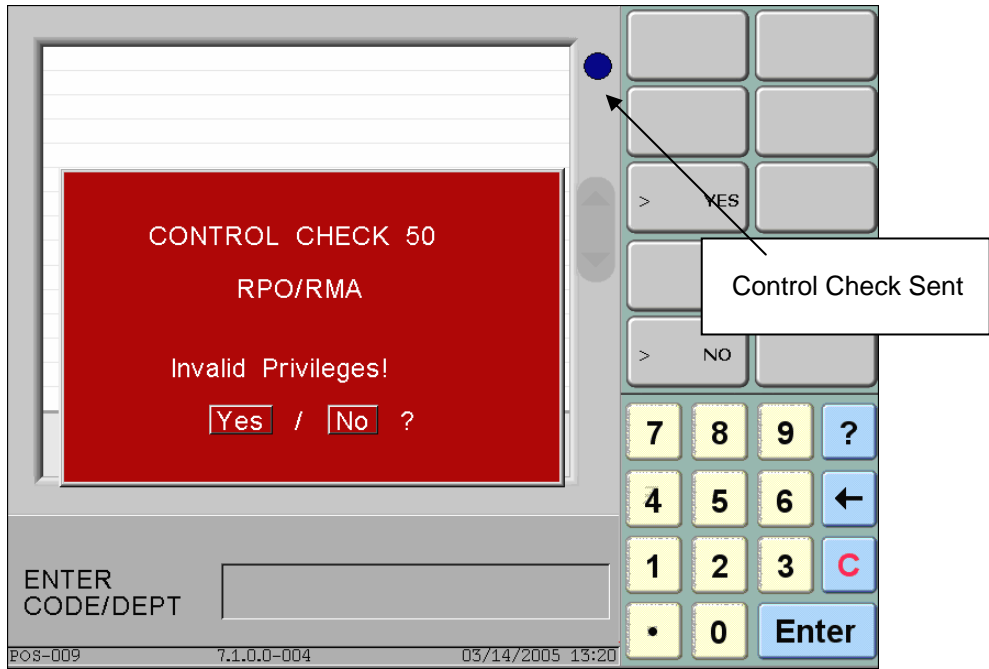 CONTROL CHECK 50
RPO/RMA
Invalid Privileges!
Yes / No ?
> YES
Control Check Sent
> NO
7 8 9 ?
4 5 6 ←
1 2 3 C
. 0 Enter
ENTER
CODE/DEPT
POS-009 7.1.0.0-004 03/14/2005 13:20